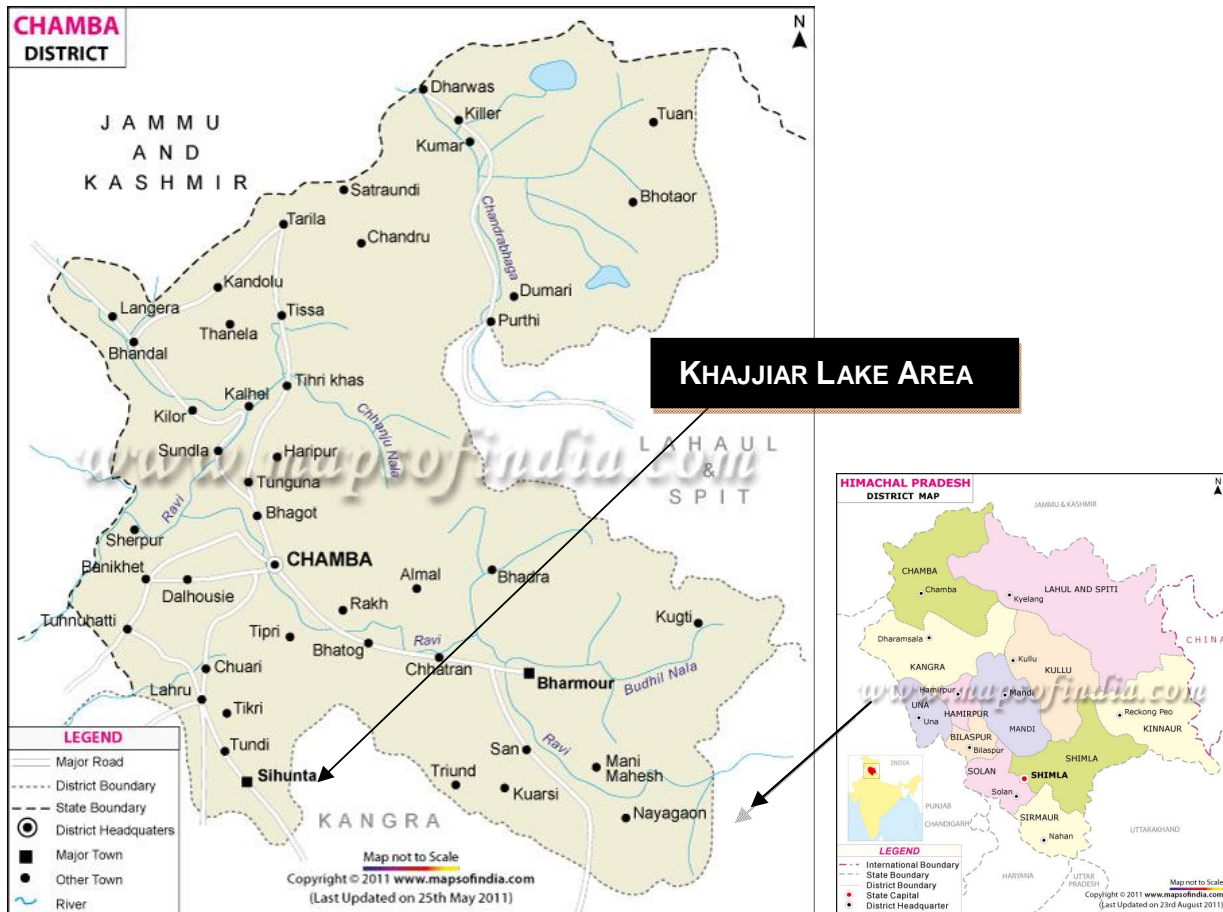 CHAMBA
DISTRICT
N
JAMMU
AND
KASHMIR
Dharwas
Killer
Kumar
Tuan
Satraundi
Bhotaor
Tarila
Chandru
Chandrabhaga
Kandolu
Dumari
Langera
Tissa
Thanela
Purthi
Bhandal
KHAJJIAR LAKE AREA
Tihri khas
Kalhel
Kilor
Chhanju Nala
LAHAUL
&
SPIT
Sundla
Haripur
www.mapsofindia.com
Tunguna
Ravi
Bhagot
Sherpur
CHAMBA
Banikhet
Bhadra
Almal
Dalhousie
Rakh
Kugti
Tunnuhatti
Tipri
Ravi
Bhatog
Chhatran
Chuari
Bharmour
Budhil Nala
Lahru
Tikri
Tundi
San
Ravi
Mani
Mahesh
Sihunta
Triund
Kuarsi
Nayagaon
KANGRA
LEGEND
Major Road
District Boundary
State Boundary
District Headquaters
Major Town
Other Town
River
Map not to Scale
Copyright © 2011 www.mapsofindia.com
(Last Updated on 25th May 2011)
HIMACHAL PRADESH
DISTRICT MAP
N
JAMMU & KASHMIR
CHAMBA
Chamba
LAHUL AND SPITI
Kyelang
Dharamsala
CHINA
KANGRA
Kullu
KULLU
www.mapsofindia.com
Hamirpur
Mandi
UNA
Una
HAMIRPUR
MANDI
Reckong Peo
KINNAUR
BILASPUR
Bilaspur
SHIMLA
SOLAN
SHIMLA
Solan
INDIA
PUNJAB
CHANDIGARH
SIRMAUR
Nahan
UTTARAKHAND
HARYANA
UTTAR
PRADESH
LEGEND
International Boundary
State Boundary
District Boundary
State Capital
District Headquarter
Map not to Scale
Copyright © 2011 www.mapsofindia.com
(Last Updated on 23rd August 2011)